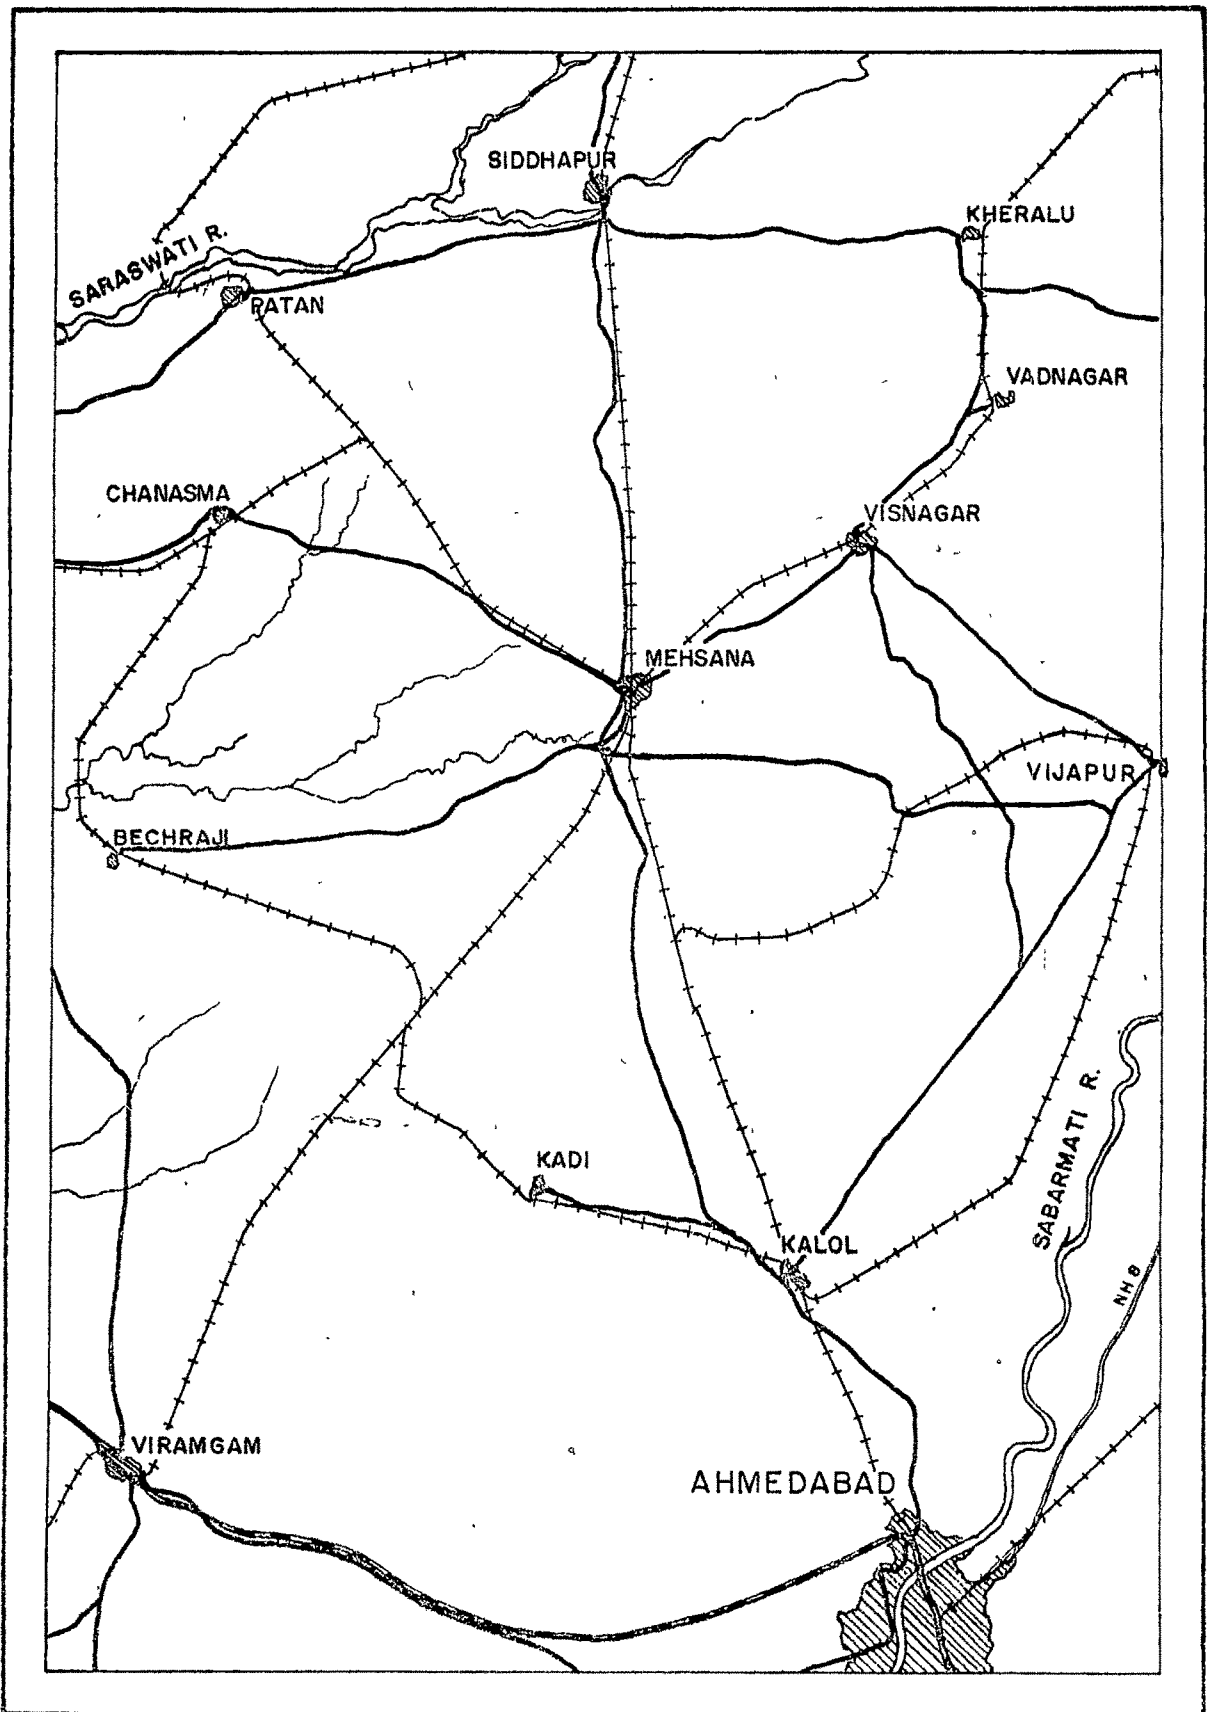 SIDDHAPUR
KHERALU
SARASWATI R.
PATAN
VADNAGAR
CHANASMA
VISNAGAR
MEHSANA
VIJAPUR
BECHRAJI
SABARMATI R.
KADI
KALOL
NH 8
VIRAMGAM
AHMEDABAD